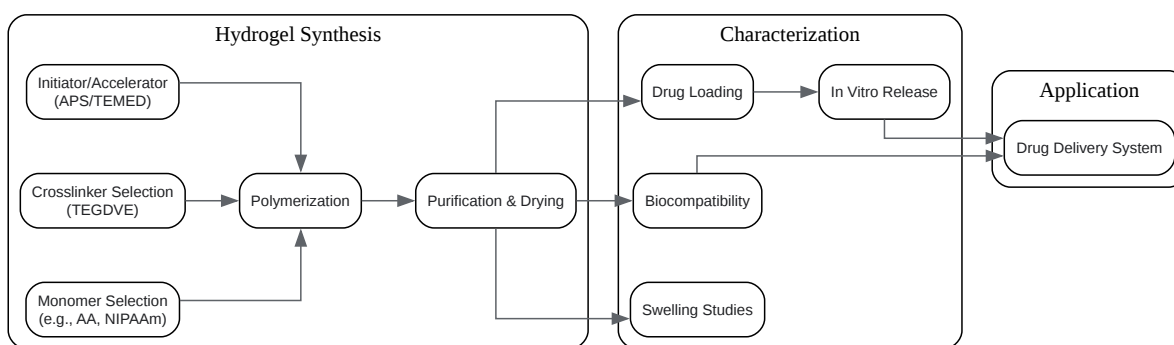 Hydrogel Synthesis
Initiator/Accelerator
(APS/TEMED)
Crosslinker Selection
(TEGDVE)
Monomer Selection
(e.g., AA, NIPAAm)
Polymerization
Purification & Drying
Characterization
Drug Loading
In Vitro Release
Biocompatibility
Swelling Studies
Application
Drug Delivery System